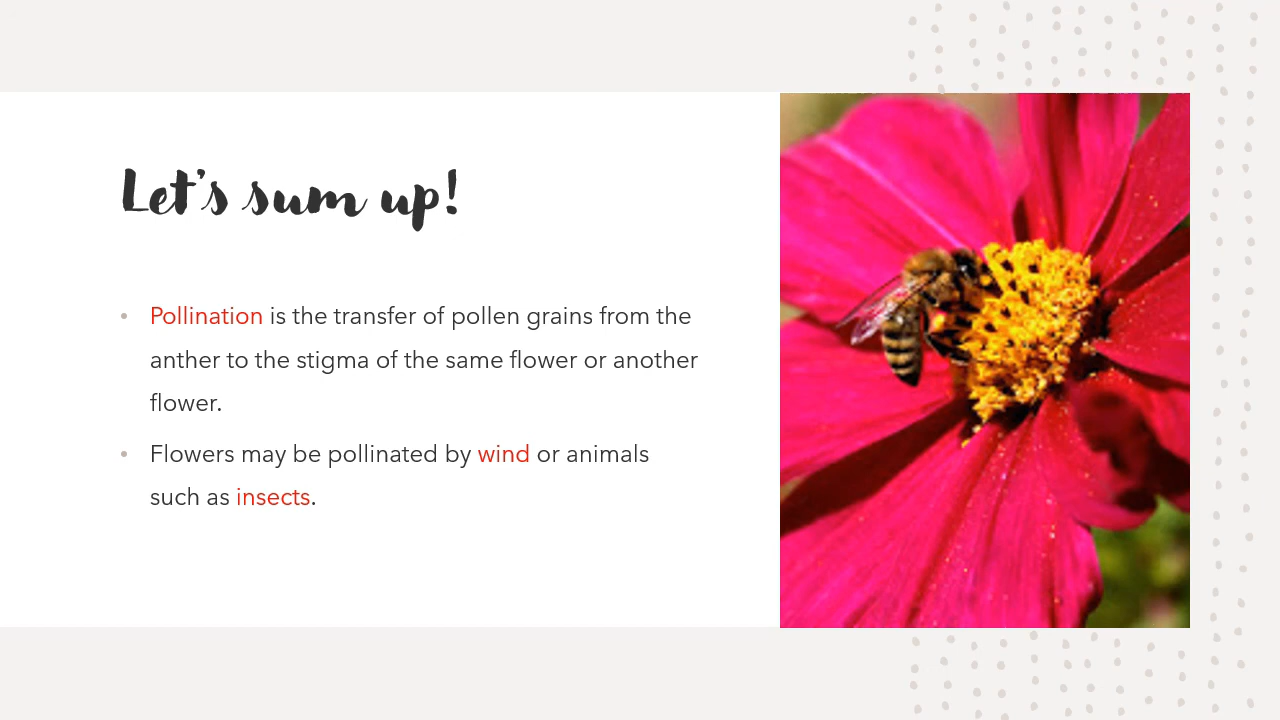 Let's sum up!
• Pollination is the transfer of pollen grains from the
anther to the stigma of the same flower or another
flower.
• Flowers may be pollinated by wind or animals
such as insects.